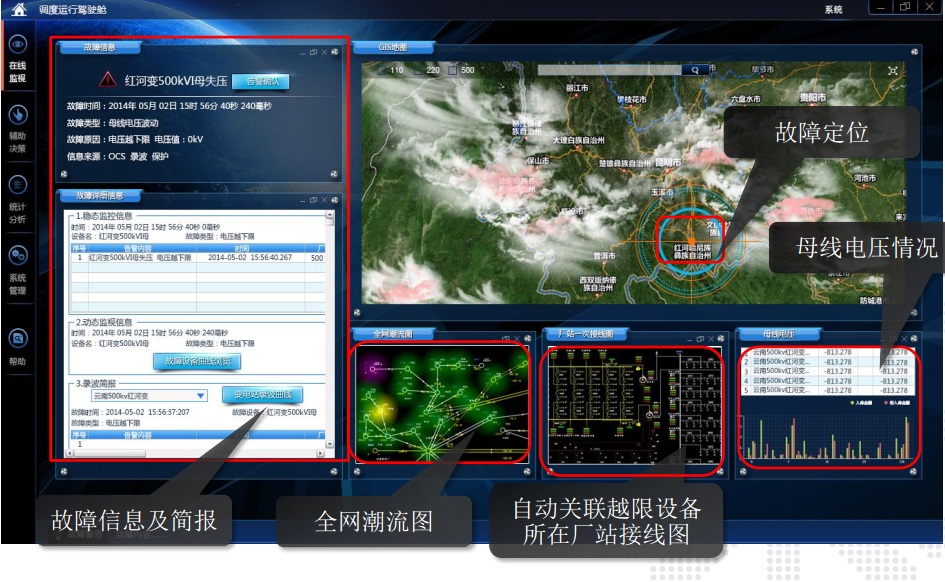 调度运行驾驶舱
系统
在线
监视
辅助
决策
统计
分析
系统
管理
帮助
故障信息
红河变500kVI母失压
告警确认
故障时间：2014年 05月 02日 15时 56分 40秒 240毫秒
故障类型：母线电压波动
故障原因：电压越下限 电压值：0kV
信息来源：OCS 录波 保护
故障详细信息
1.稳态监控信息
时间：2014年 05月 02日 15时 56分 40秒 0毫秒
设备名：红河变500kVI母 故障类型：电压越下限
序号 告警内容 时间 厂
1 红河变500kVI母失压 电压越下限 2014-05-02 15:56:40.267 500
2.动态监视信息
时间：2014年 05月 02日 15时 56分 40秒 240毫秒
设备名：红河变500kVI母 故障类型：电压越下限
故障设备曲线浏览
3.录波简报
云南500kv红河变
变电站录波曲线
故障时间：2014-05-02 15:56:37:207 故障设备：红河变500kVI母
故障类型：电压越下限
序号 告警内容 厂
1
GIS地图
110 220 500
丽江市
攀枝花市
六盘水市
毕节市
贵阳市
大理白族自治州
保山市
楚雄彝族自治州
昆明市
玉溪市
临沧市
普洱市
西双版纳傣
族自治州
红河哈尼族
彝族自治州
河池市
百色市
防城港
故障定位
母线电压情况
全网潮流图
厂站一次接线图
母线电压
1 云南500kv红河变... -813.278 -813.278
2 云南500kv红河变... -813.278 -813.278
3 云南500kv红河变... -813.278 -813.278
4 云南500kv红河变... -813.278 -813.278
5 云南500kv红河变... -813.278 -813.278
故障信息及简报
全网潮流图
自动关联越限设备
所在厂站接线图